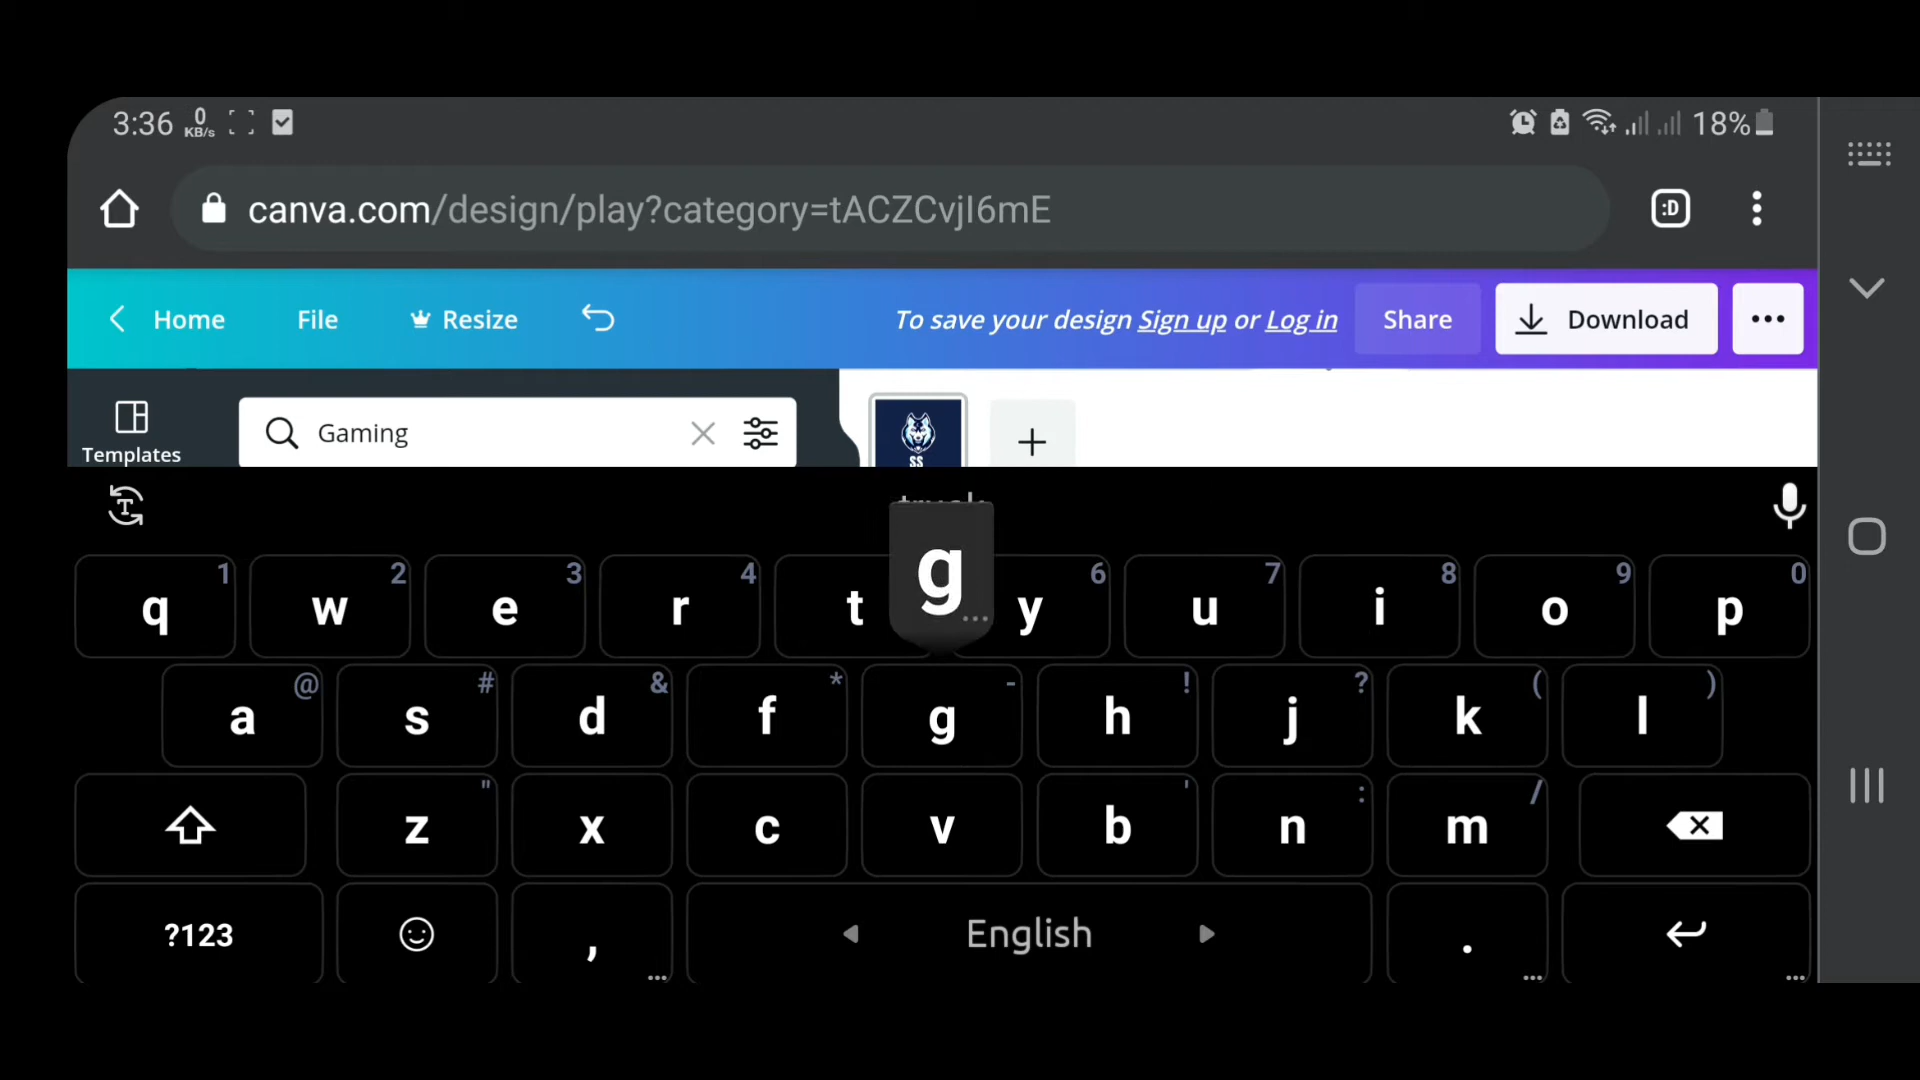 3:36 0 KB/s 18%
canva.com/design/play?category=tACZCvjI6mE :D
Home File Resize To save your design Sign up or Log in Share Download
Templates Gaming
SS
g
q 1 w 2 e 3 r 4 t y 6 u 7 i 8 o 9 p 0
a @ s # d & f * g - h ! j ? k ( l )
z " x c v b ' n : m /
?123 , English .